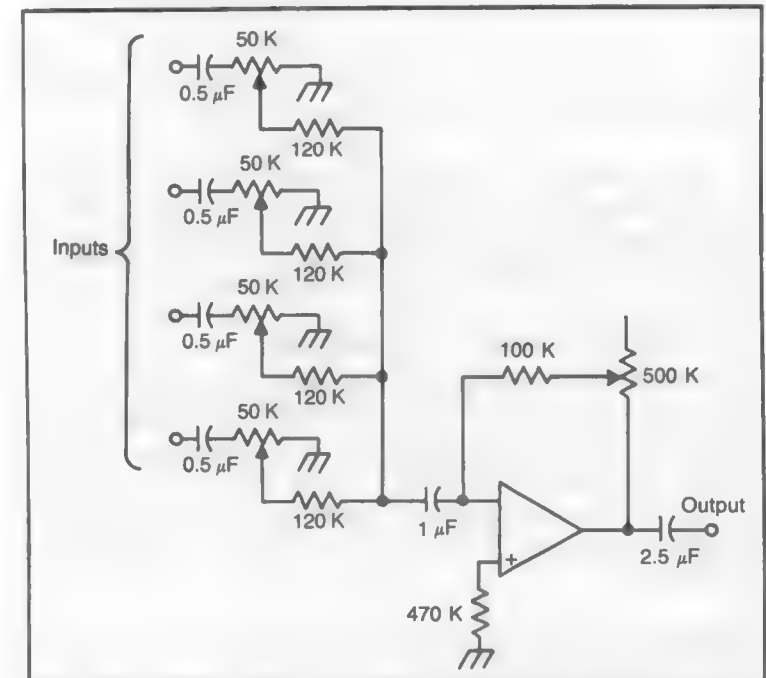 50 K
0.5 μF
120 K
50 K
0.5 μF
120 K
Inputs
50 K
0.5 μF
120 K
50 K
0.5 μF
120 K
1 μF
100 K
500 K
+
470 K
Output
2.5 μF